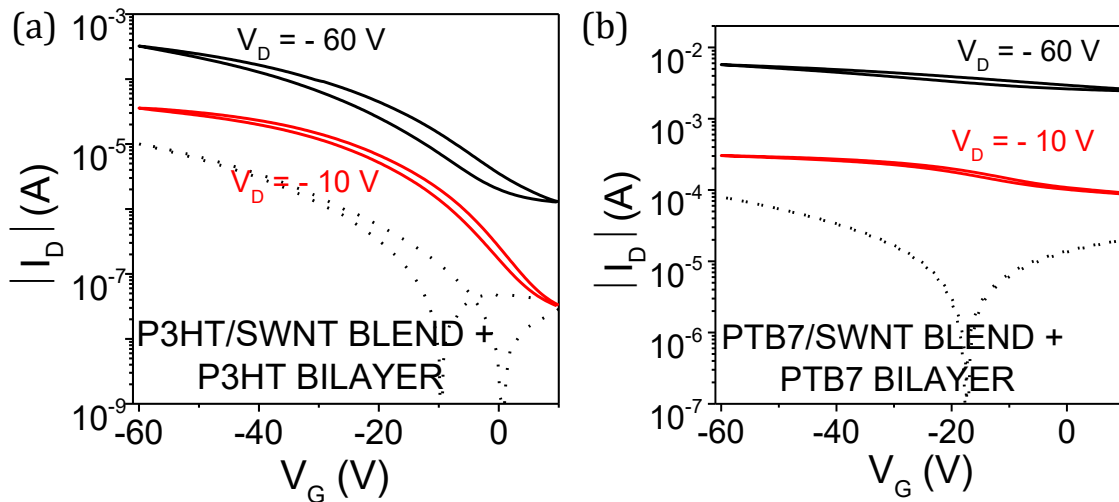 (a)
V_D = - 60 V
V_D = - 10 V
|I_D| (A)
10^-3
10^-5
10^-7
10^-9
P3HT/SWNT BLEND +
P3HT BILAYER
-60
-40
-20
0
V_G (V)
(b)
V_D = - 60 V
V_D = - 10 V
|I_D| (A)
10^-2
10^-3
10^-4
10^-5
10^-6
10^-7
PTB7/SWNT BLEND +
PTB7 BILAYER
-60
-40
-20
0
V_G (V)